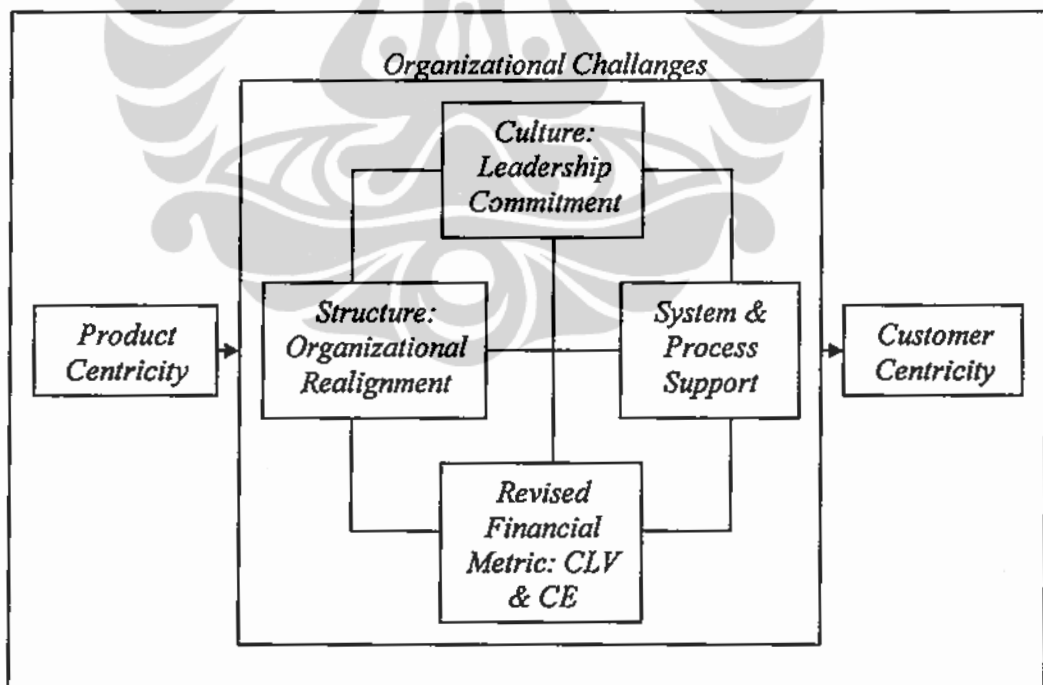 Organizational Challanges
Culture:
Leadership
Commitment
Product
Centricity
Structure:
Organizational
Realignment
System &
Process
Support
Customer
Centricity
Revised
Financial
Metric: CLV
& CE